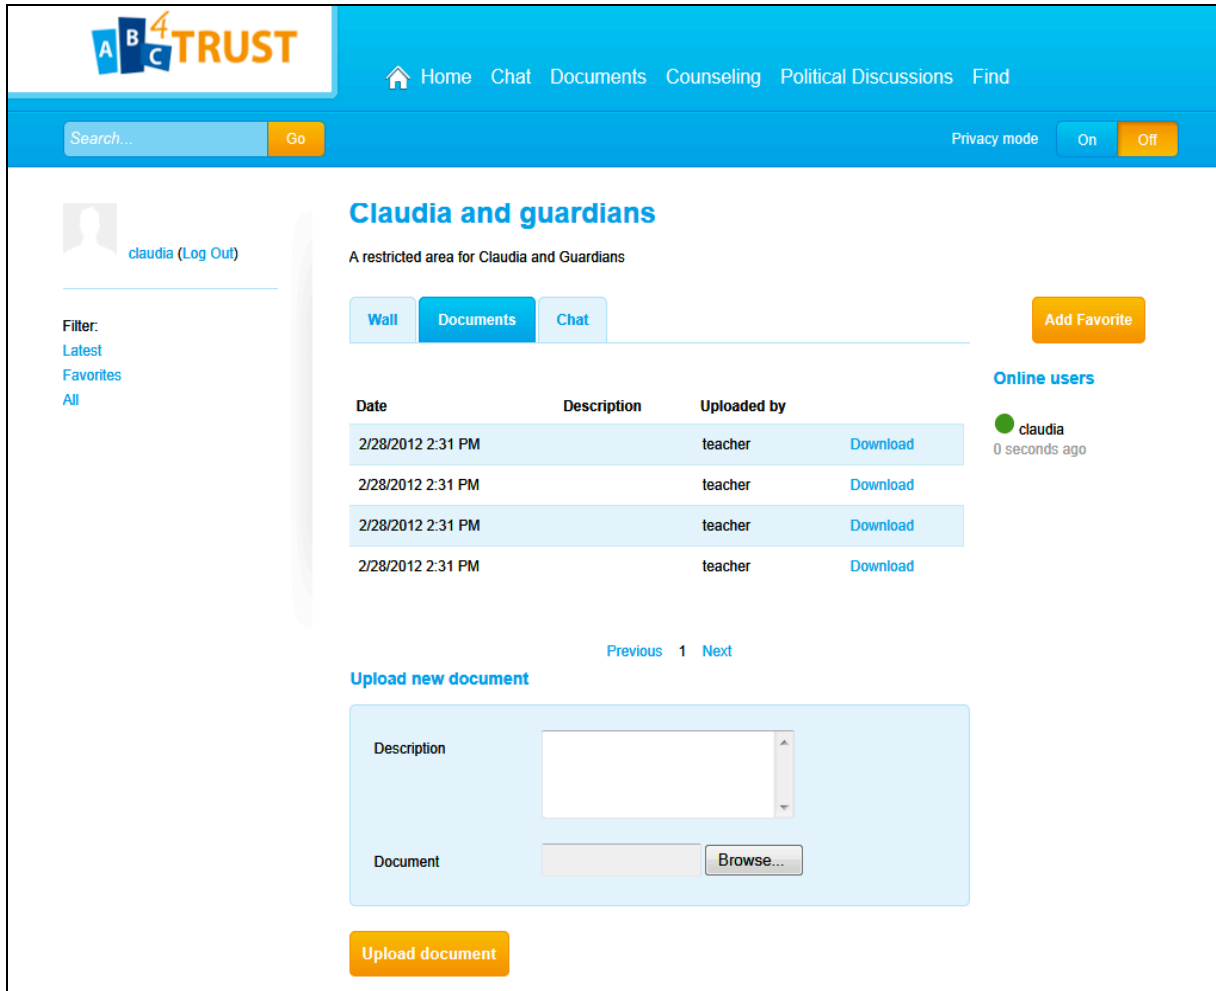 ABC4TRUST
Home Chat Documents Counseling Political Discussions Find
Search... Go Privacy mode On Off
claudia (Log Out)
Filter:
Latest
Favorites
All
Claudia and guardians
A restricted area for Claudia and Guardians
Wall Documents Chat
Date Description Uploaded by
2/28/2012 2:31 PM teacher Download
2/28/2012 2:31 PM teacher Download
2/28/2012 2:31 PM teacher Download
2/28/2012 2:31 PM teacher Download
Previous 1 Next
Upload new document
Description
Document Browse...
Upload document
Add Favorite
Online users
claudia
0 seconds ago